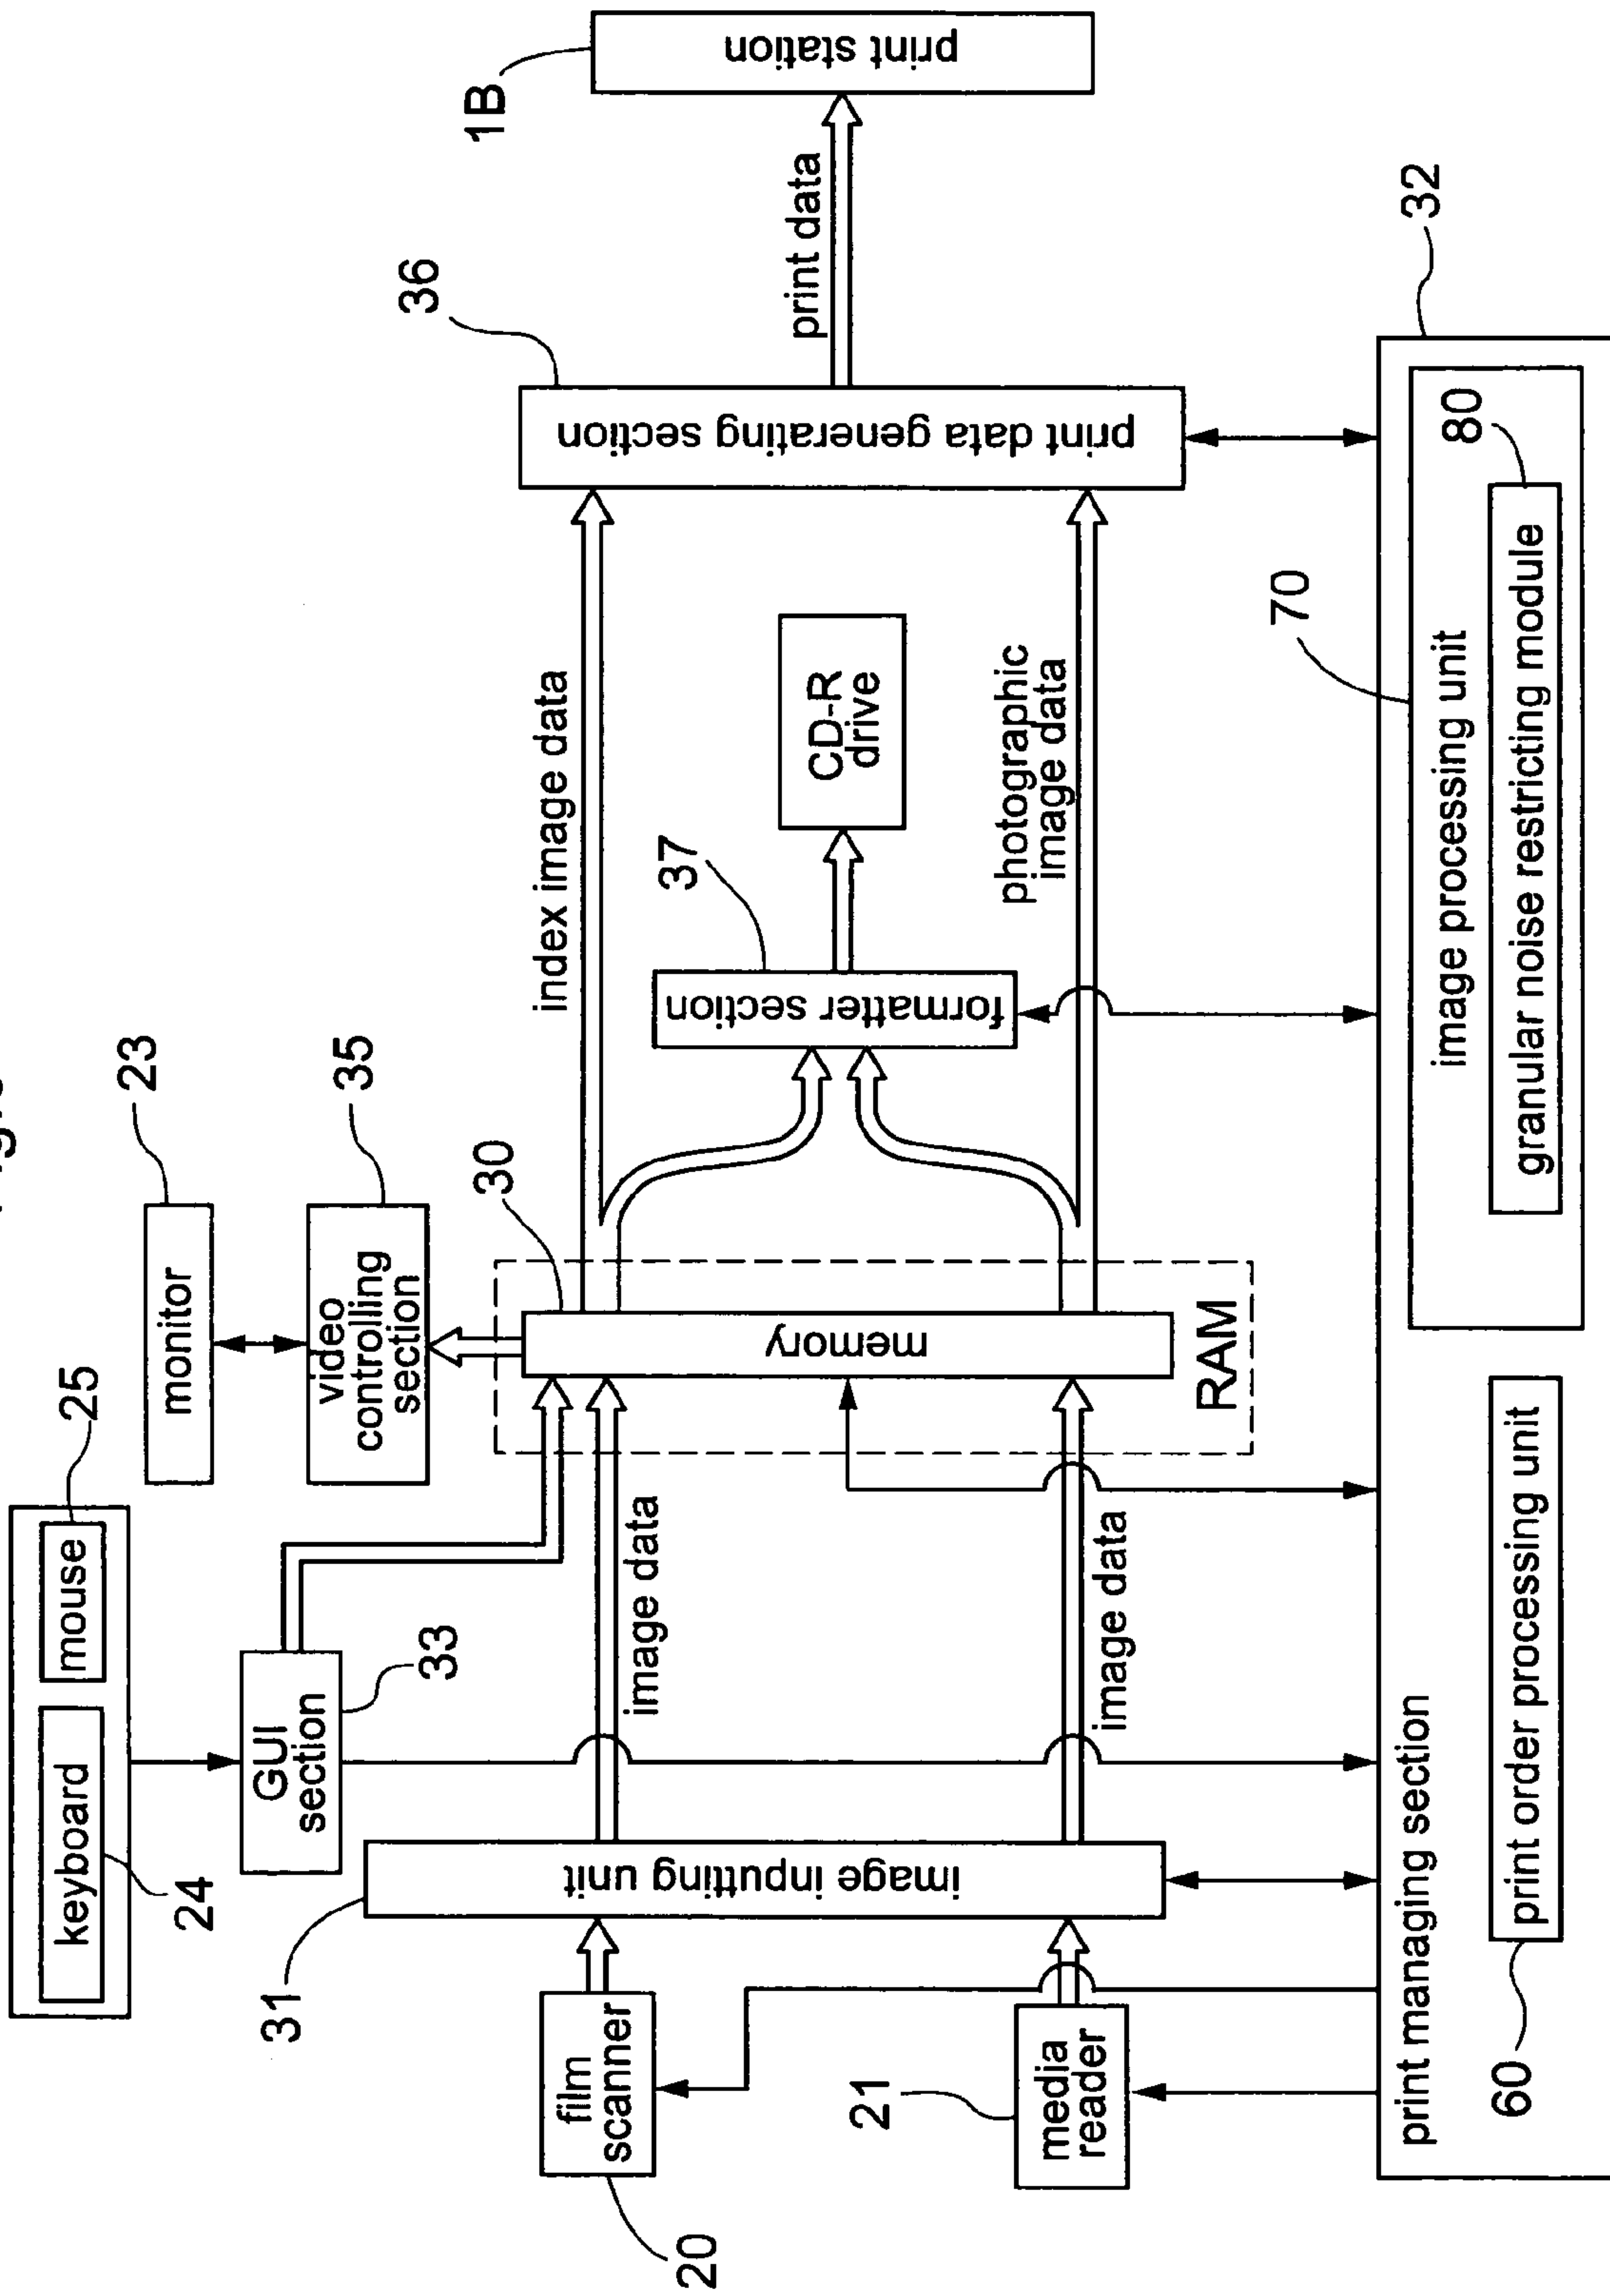 keyboard
mouse
25
24
GUI
section
33
monitor
23
video
controlling
section
35
31
image inputting unit
film
scanner
20
media
reader
21
image data
image data
30
memory
RAM
index image data
photographic
image data
37
formatter section
CD-R
drive
36
print data generating section
print data
1B
print station
32
print managing section
60
print order processing unit
70
image processing unit
80
granular noise restricting module